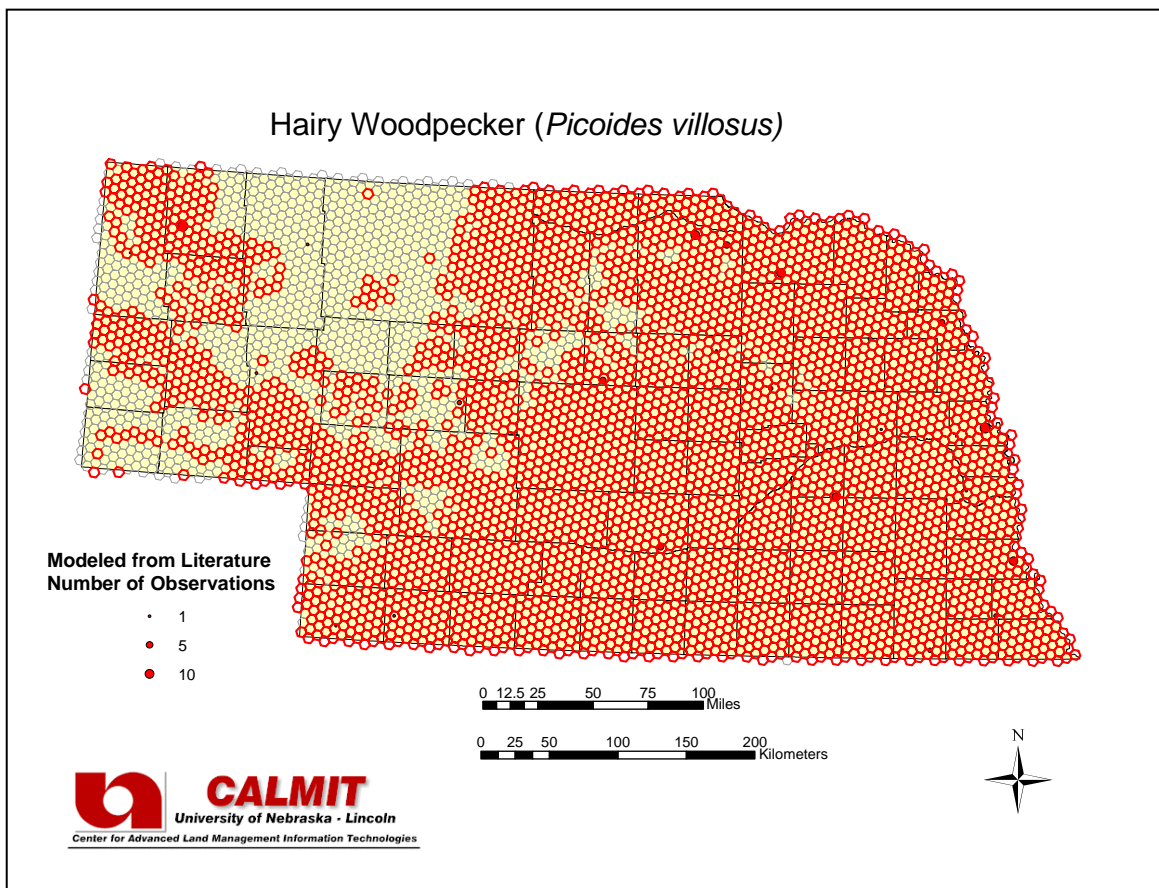 Hairy Woodpecker (Picoides villosus)
Modeled from Literature
Number of Observations
1
5
10
0 12.5 25 50 75 100
Miles
0 25 50 100 150 200
Kilometers
N
CALMIT
University of Nebraska - Lincoln
Center for Advanced Land Management Information Technologies